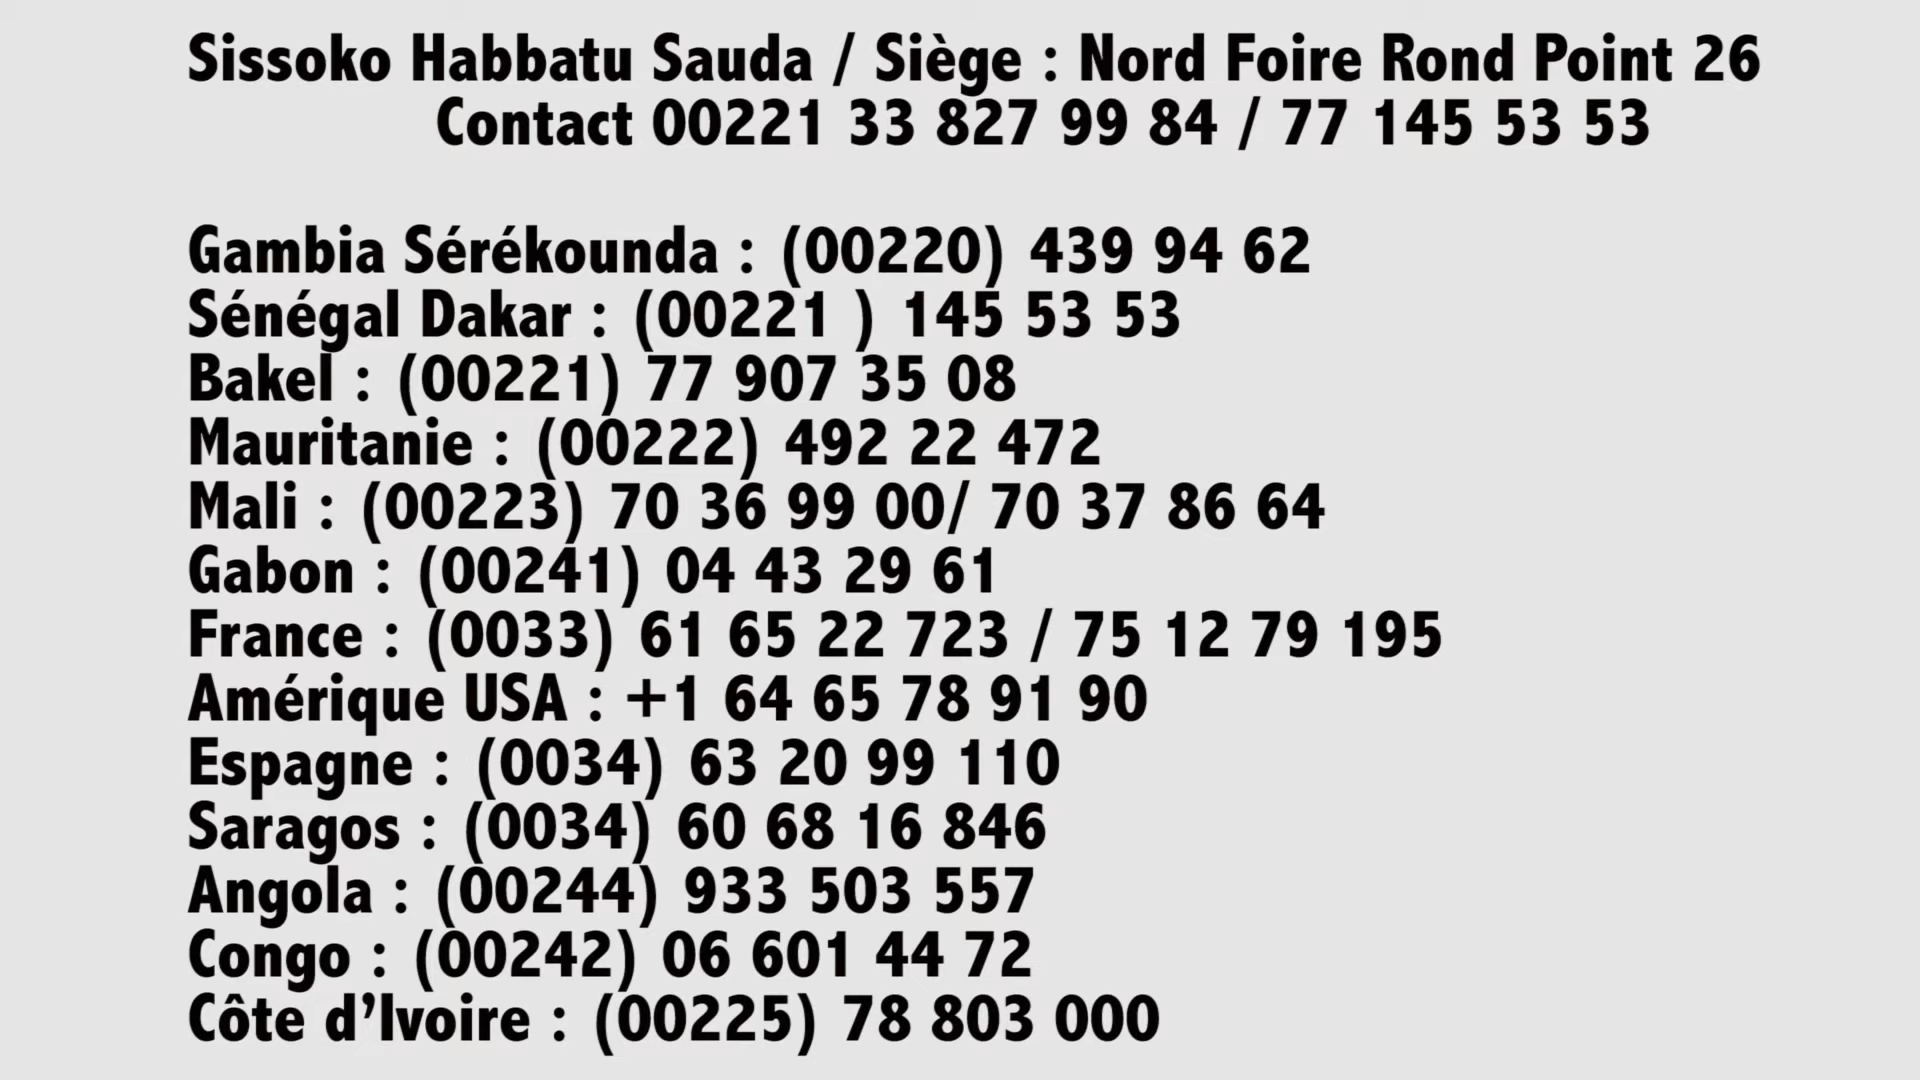 Sissoko Habbatu Sauda / Siège : Nord Foire Rond Point 26
Contact 00221 33 827 99 84 / 77 145 53 53
Gambia Sérékounda : (00220) 439 94 62
Sénégal Dakar : (00221 ) 145 53 53
Bakel : (00221) 77 907 35 08
Mauritanie : (00222) 492 22 472
Mali : (00223) 70 36 99 00/ 70 37 86 64
Gabon : (00241) 04 43 29 61
France : (0033) 61 65 22 723 / 75 12 79 195
Amérique USA : +1 64 65 78 91 90
Espagne : (0034) 63 20 99 110
Saragos : (0034) 60 68 16 846
Angola : (00244) 933 503 557
Congo : (00242) 06 601 44 72
Côte d’Ivoire : (00225) 78 803 000